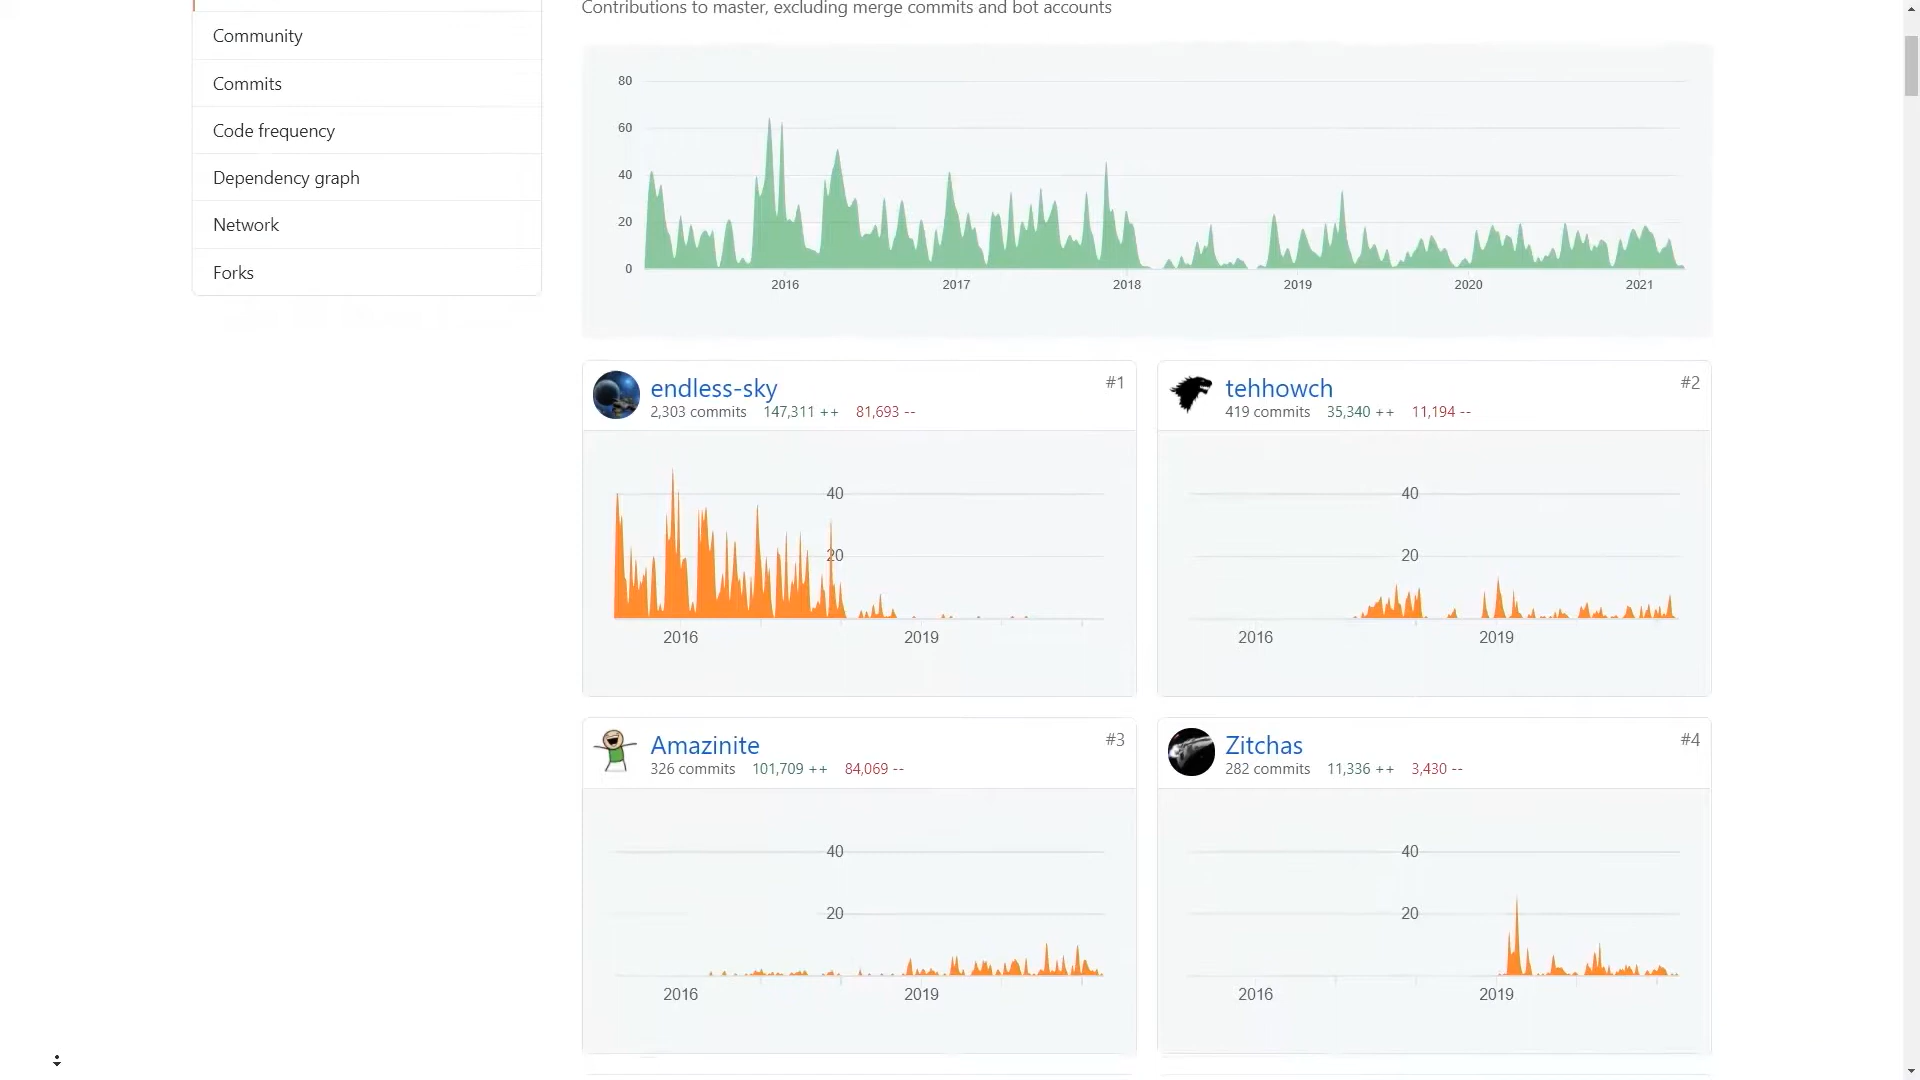 Contributions to master, excluding merge commits and bot accounts
Community
Commits
Code frequency
Dependency graph
Network
Forks
80
60
40
20
0
2016 2017 2018 2019 2020 2021
endless-sky #1
2,303 commits 147,311 ++ 81,693 --
40
20
2016 2019
tehhowch #2
419 commits 35,340 ++ 11,194 --
40
20
2016 2019
Amazinite #3
326 commits 101,709 ++ 84,069 --
40
20
2016 2019
Zitchas #4
282 commits 11,336 ++ 3,430 --
40
20
2016 2019